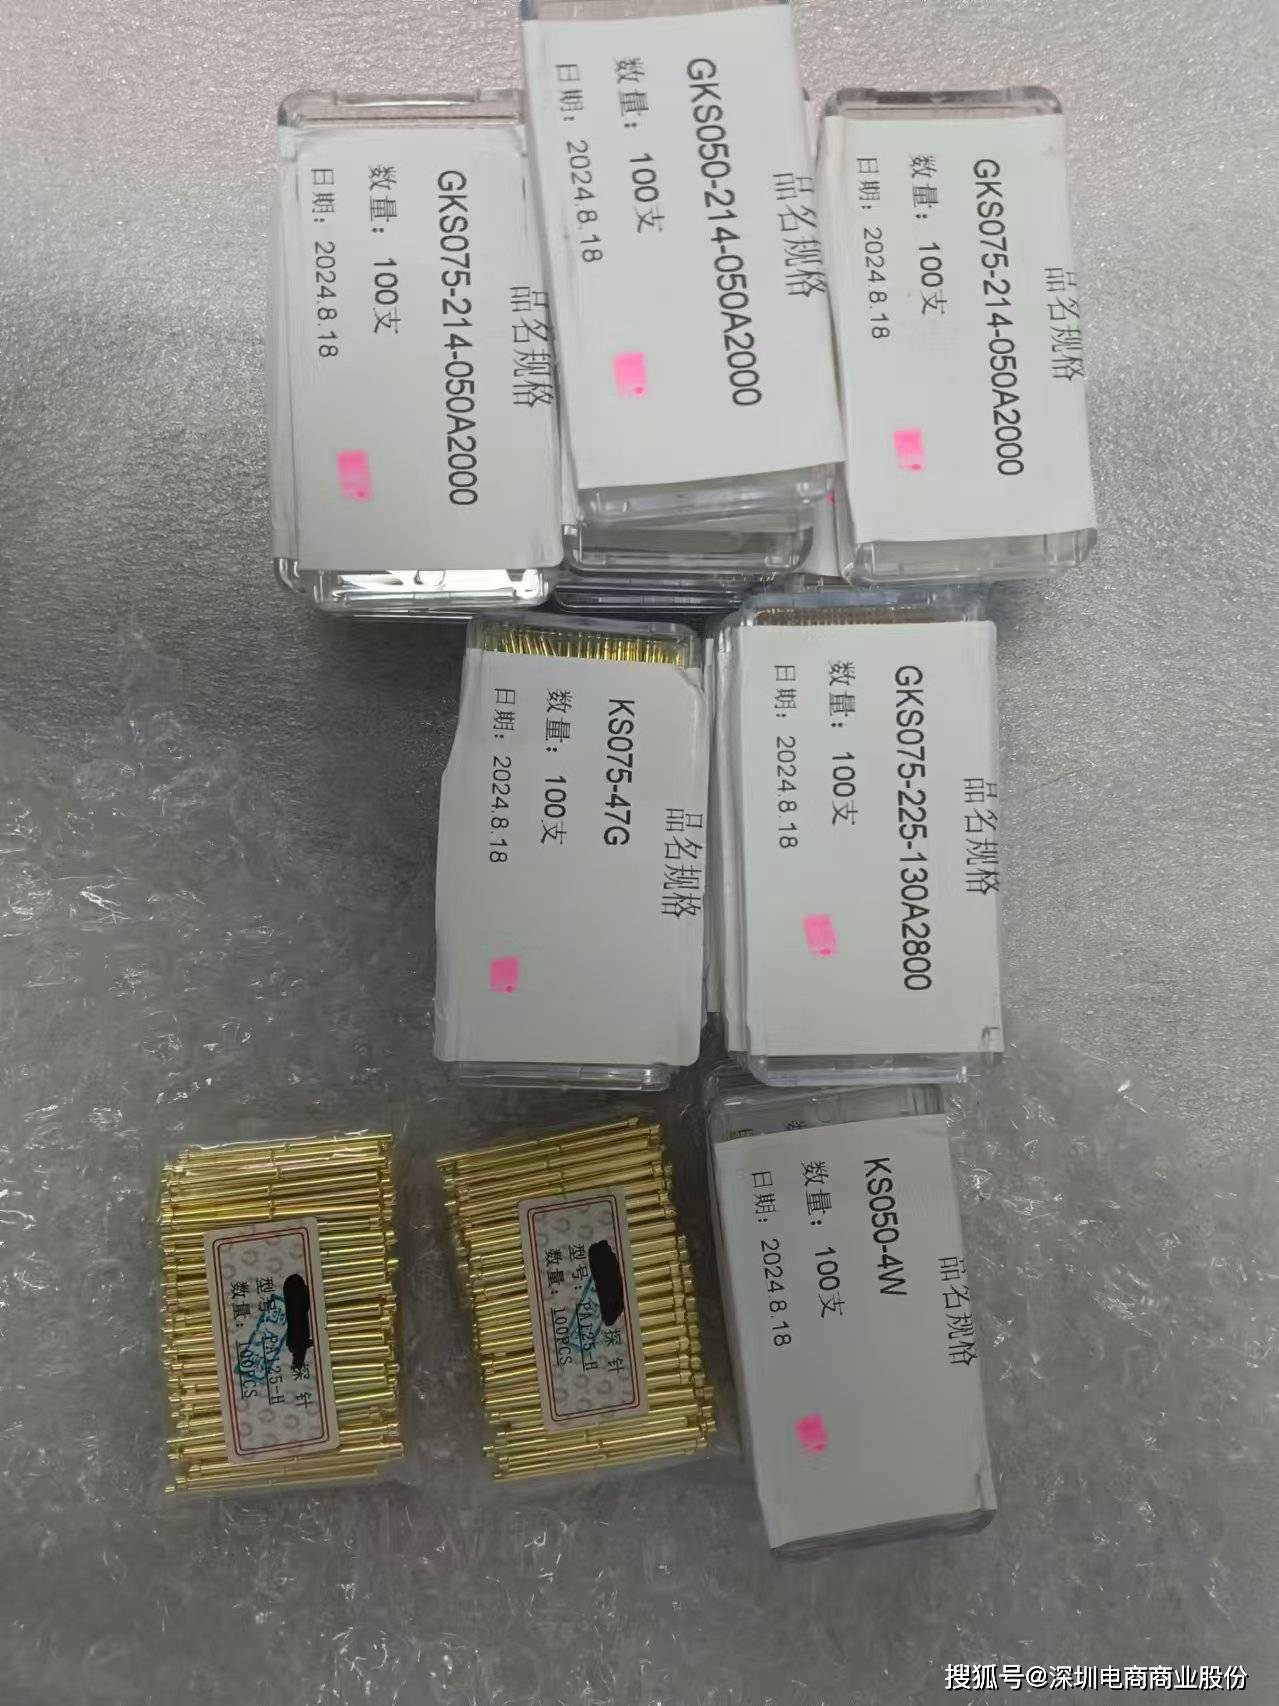 品名规格
GKS075-214-050A2000
数量：100支
日期：2024.8.18
品名规格
GKS050-214-050A2000
数量：100支
日期：2024.8.18
品名规格
GKS075-214-050A2000
数量：100支
日期：2024.8.18
品名规格
KS075-47G
数量：100支
日期：2024.8.18
品名规格
GKS075-225-130A2800
数量：100支
日期：2024.8.18
品名规格
KS050-4W
数量：100支
日期：2024.8.18
探针
型号：PA125-H
数量：100PCS
探针
型号：PA125-H
数量：100PCS
搜狐号@深圳电商商业股份